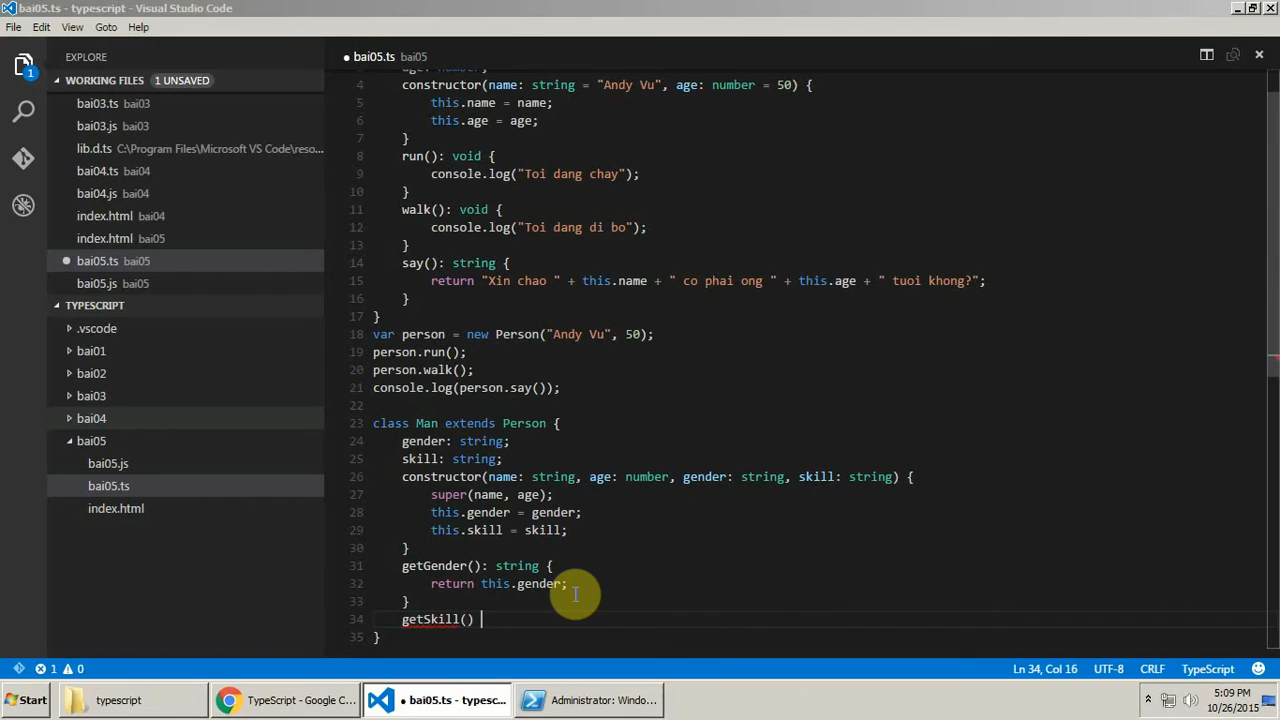 bai05.ts - typescript - Visual Studio Code
File Edit View Goto Help
EXPLORE
bai05.ts bai05
WORKING FILES 1 UNSAVED
1
bai03.ts bai03
bai03.js bai03
lib.d.ts C:\Program Files\Microsoft VS Code\reso...
bai04.ts bai04
bai04.js bai04
index.html bai04
index.html bai05
bai05.ts bai05
bai05.js bai05
TYPESCRIPT
.vscode
bai01
bai02
bai03
bai04
bai05
bai05.js
bai05.ts
index.html
4 constructor(name: string = "Andy Vu", age: number = 50) {
5 this.name = name;
6 this.age = age;
7 }
8 run(): void {
9 console.log("Toi dang chay");
10 }
11 walk(): void {
12 console.log("Toi dang di bo");
13 }
14 say(): string {
15 return "Xin chao " + this.name + " co phai ong " + this.age + " tuoi khong?";
16 }
17 }
18 var person = new Person("Andy Vu", 50);
19 person.run();
20 person.walk();
21 console.log(person.say());
22
23 class Man extends Person {
24 gender: string;
25 skill: string;
26 constructor(name: string, age: number, gender: string, skill: string) {
27 super(name, age);
28 this.gender = gender;
29 this.skill = skill;
30 }
31 getGender(): string {
32 return this.gender;
33 }
34 getSkill()
35 }
1 0 Ln 34, Col 16 UTF-8 CRLF TypeScript
Start typescript TypeScript - Google C... bai05.ts - typesc... Administrator: Windo... 5:09 PM
10/26/2015